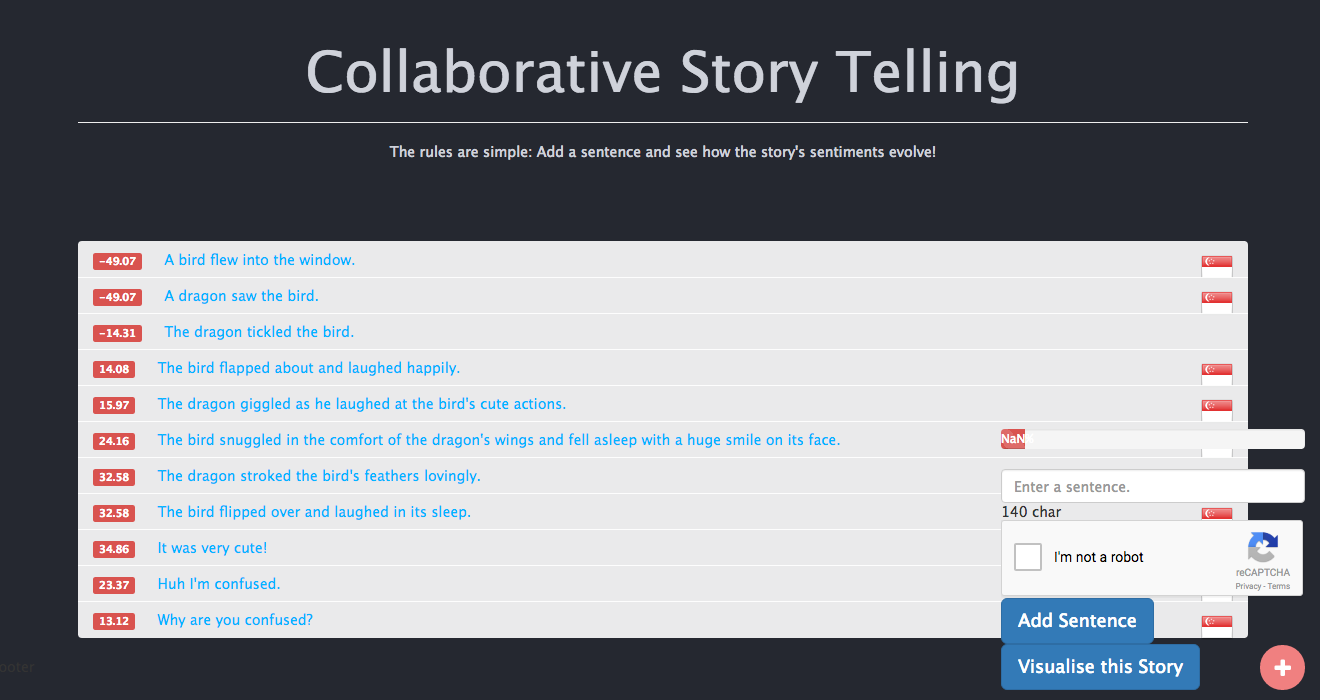 Collaborative Story Telling
The rules are simple: Add a sentence and see how the story's sentiments evolve!
-49.07 A bird flew into the window.
-49.07 A dragon saw the bird.
-14.31 The dragon tickled the bird.
14.08 The bird flapped about and laughed happily.
15.97 The dragon giggled as he laughed at the bird's cute actions.
24.16 The bird snuggled in the comfort of the dragon's wings and fell asleep with a huge smile on its face.
NaN
32.58 The dragon stroked the bird's feathers lovingly.
Enter a sentence.
32.58 The bird flipped over and laughed in its sleep.
140 char
34.86 It was very cute!
I'm not a robot
reCAPTCHA
Privacy - Terms
23.37 Huh I'm confused.
13.12 Why are you confused?
Add Sentence
Visualise this Story
ooter